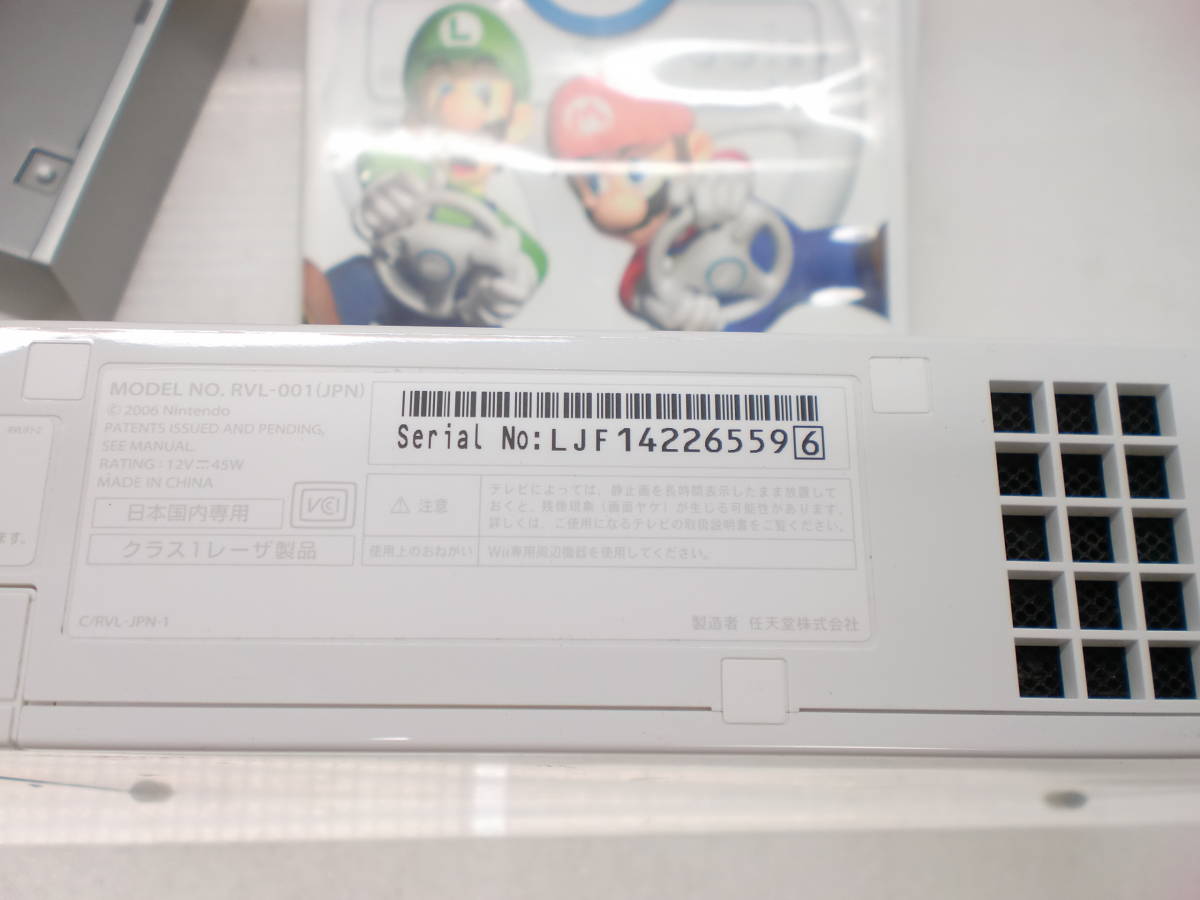 L
M
MODEL NO. RVL-001(JPN)
© 2006 Nintendo
PATENTS ISSUED AND PENDING,
SEE MANUAL.
RATING : 12V⎓45W
MADE IN CHINA
日本国内専用
VCI
クラス1レーザ製品
C/RVL-JPN-1
Serial No:LJF142265596
注意
テレビによっては、静止画を長時間表示したまま放置して
おくと、残像現象（画面ヤケ）が生じる可能性があります。
詳しくは、ご使用になるテレビの取扱説明書をご覧ください。
使用上のおねがい
Wii専用周辺機器を使用してください。
製造者 任天堂株式会社
ます。